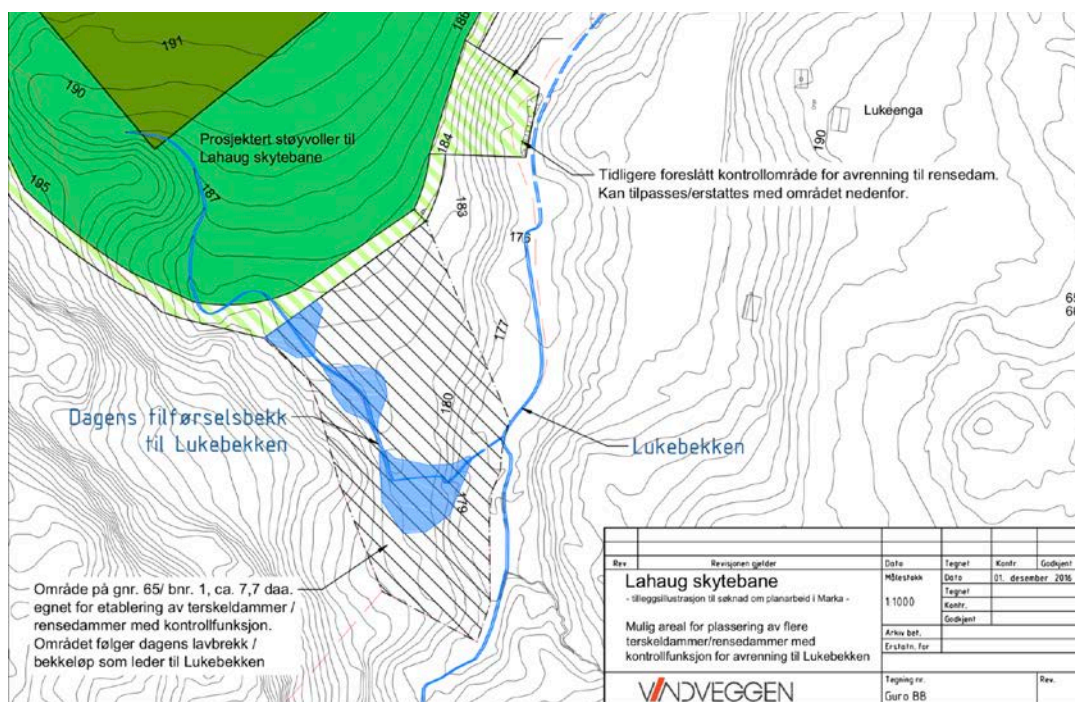 186
191
190
Prosjektert støyvoller til
Lahaug skytebane
184
Lukeenga
190
187
195
Tidligere foreslått kontrollområde for avrenning til rensedam.
Kan tilpasses/erstattes med området nedenfor.
183
176
177
180
Dagens tilførselsbekk
til Lukebekken
Lukebekken
179
Område på gnr. 65/ bnr. 1, ca. 7,7 daa.
egnet for etablering av terskeldammer /
rensedammer med kontrollfunksjon.
Området følger dagens lavbrekk /
bekkeløp som leder til Lukebekken
Rev Revisjonen gjelder Dato Tegnet Kontr. Godkjent
Lahaug skytebane
- tilleggsillustrasjon til søknad om planarbeid i Marka -
Mulig areal for plassering av flere
terskeldammer/rensedammer med
kontrollfunksjon for avrenning til Lukebekken
Målestokk
1:1000
Dato 01. desember 2016
Tegnet
Kontr.
Godkjent
Arkiv bet.
Erstatn. for
VINDVEGGEN
Tegning nr.
Guro BB
Rev.